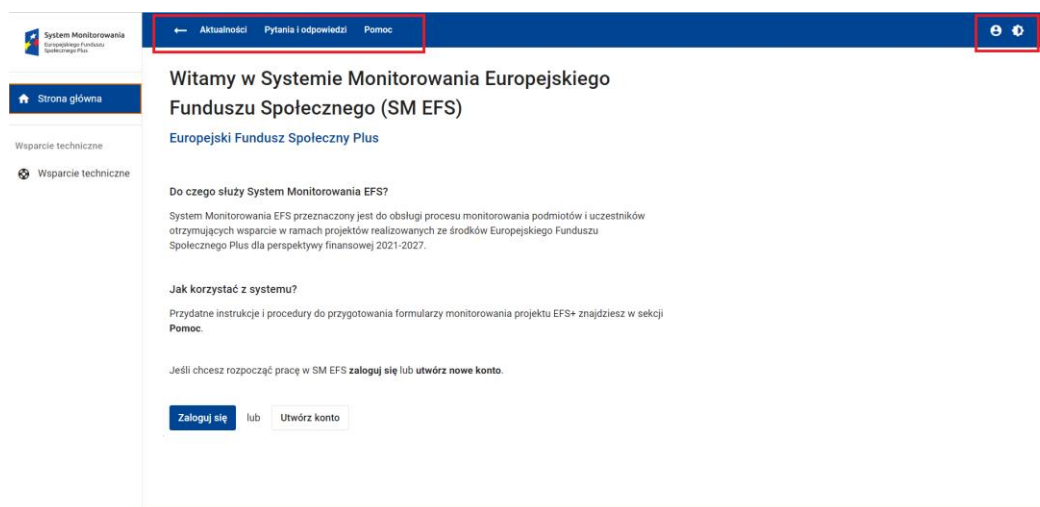 System Monitorowania
Europejskiego Funduszu
Społecznego Plus
Aktualności Pytania i odpowiedzi Pomoc
Strona główna
Wsparcie techniczne
Wsparcie techniczne
Witamy w Systemie Monitorowania Europejskiego
Funduszu Społecznego (SM EFS)
Europejski Fundusz Społeczny Plus
Do czego służy System Monitorowania EFS?
System Monitorowania EFS przeznaczony jest do obsługi procesu monitorowania podmiotów i uczestników
otrzymujących wsparcie w ramach projektów realizowanych ze środków Europejskiego Funduszu
Społecznego Plus dla perspektywy finansowej 2021-2027.
Jak korzystać z systemu?
Przydatne instrukcje i procedury do przygotowania formularzy monitorowania projektu EFS+ znajdziesz w sekcji
Pomoc.
Jeśli chcesz rozpocząć pracę w SM EFS zaloguj się lub utwórz nowe konto.
Zaloguj się lub Utwórz konto